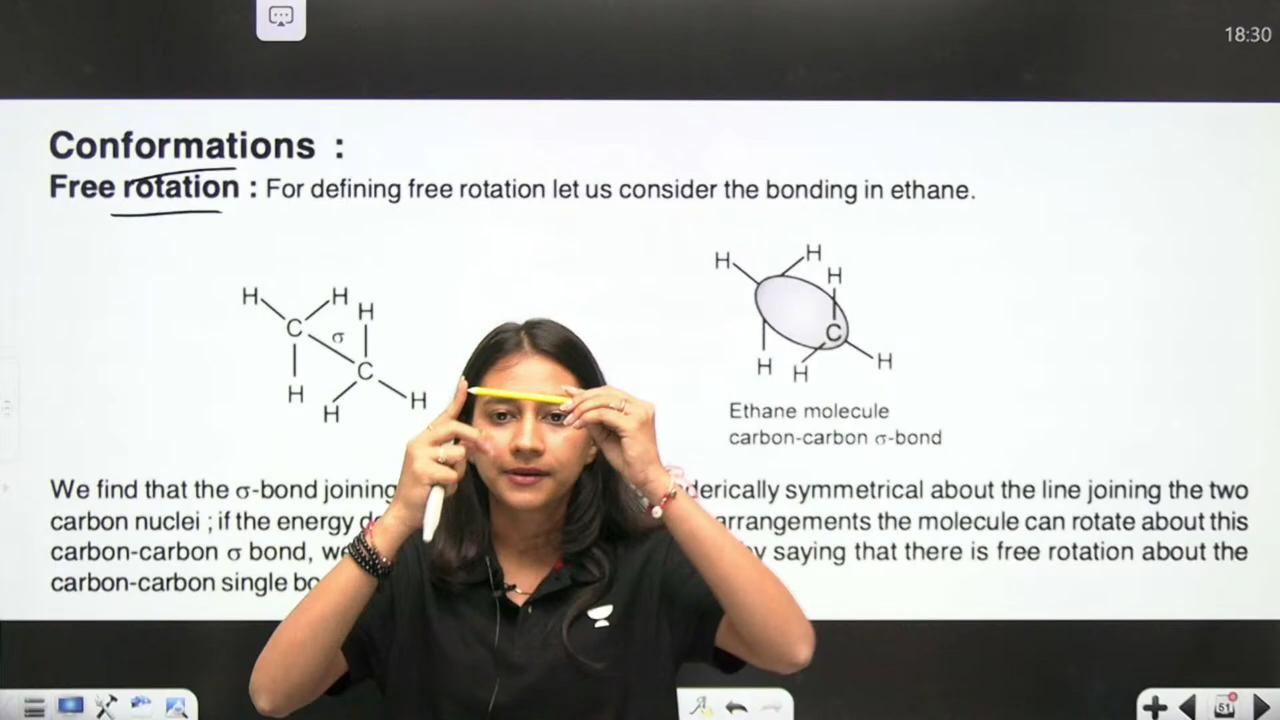 18:30
Conformations :
Free rotation : For defining free rotation let us consider the bonding in ethane.
H H H
C σ
C
H H H
H H H
C
H H H
Ethane molecule
carbon-carbon σ-bond
We find that the σ-bond joining derically symmetrical about the line joining the two
carbon nuclei ; if the energy arrangements the molecule can rotate about this
carbon-carbon σ bond, we saying that there is free rotation about the
carbon-carbon single
51